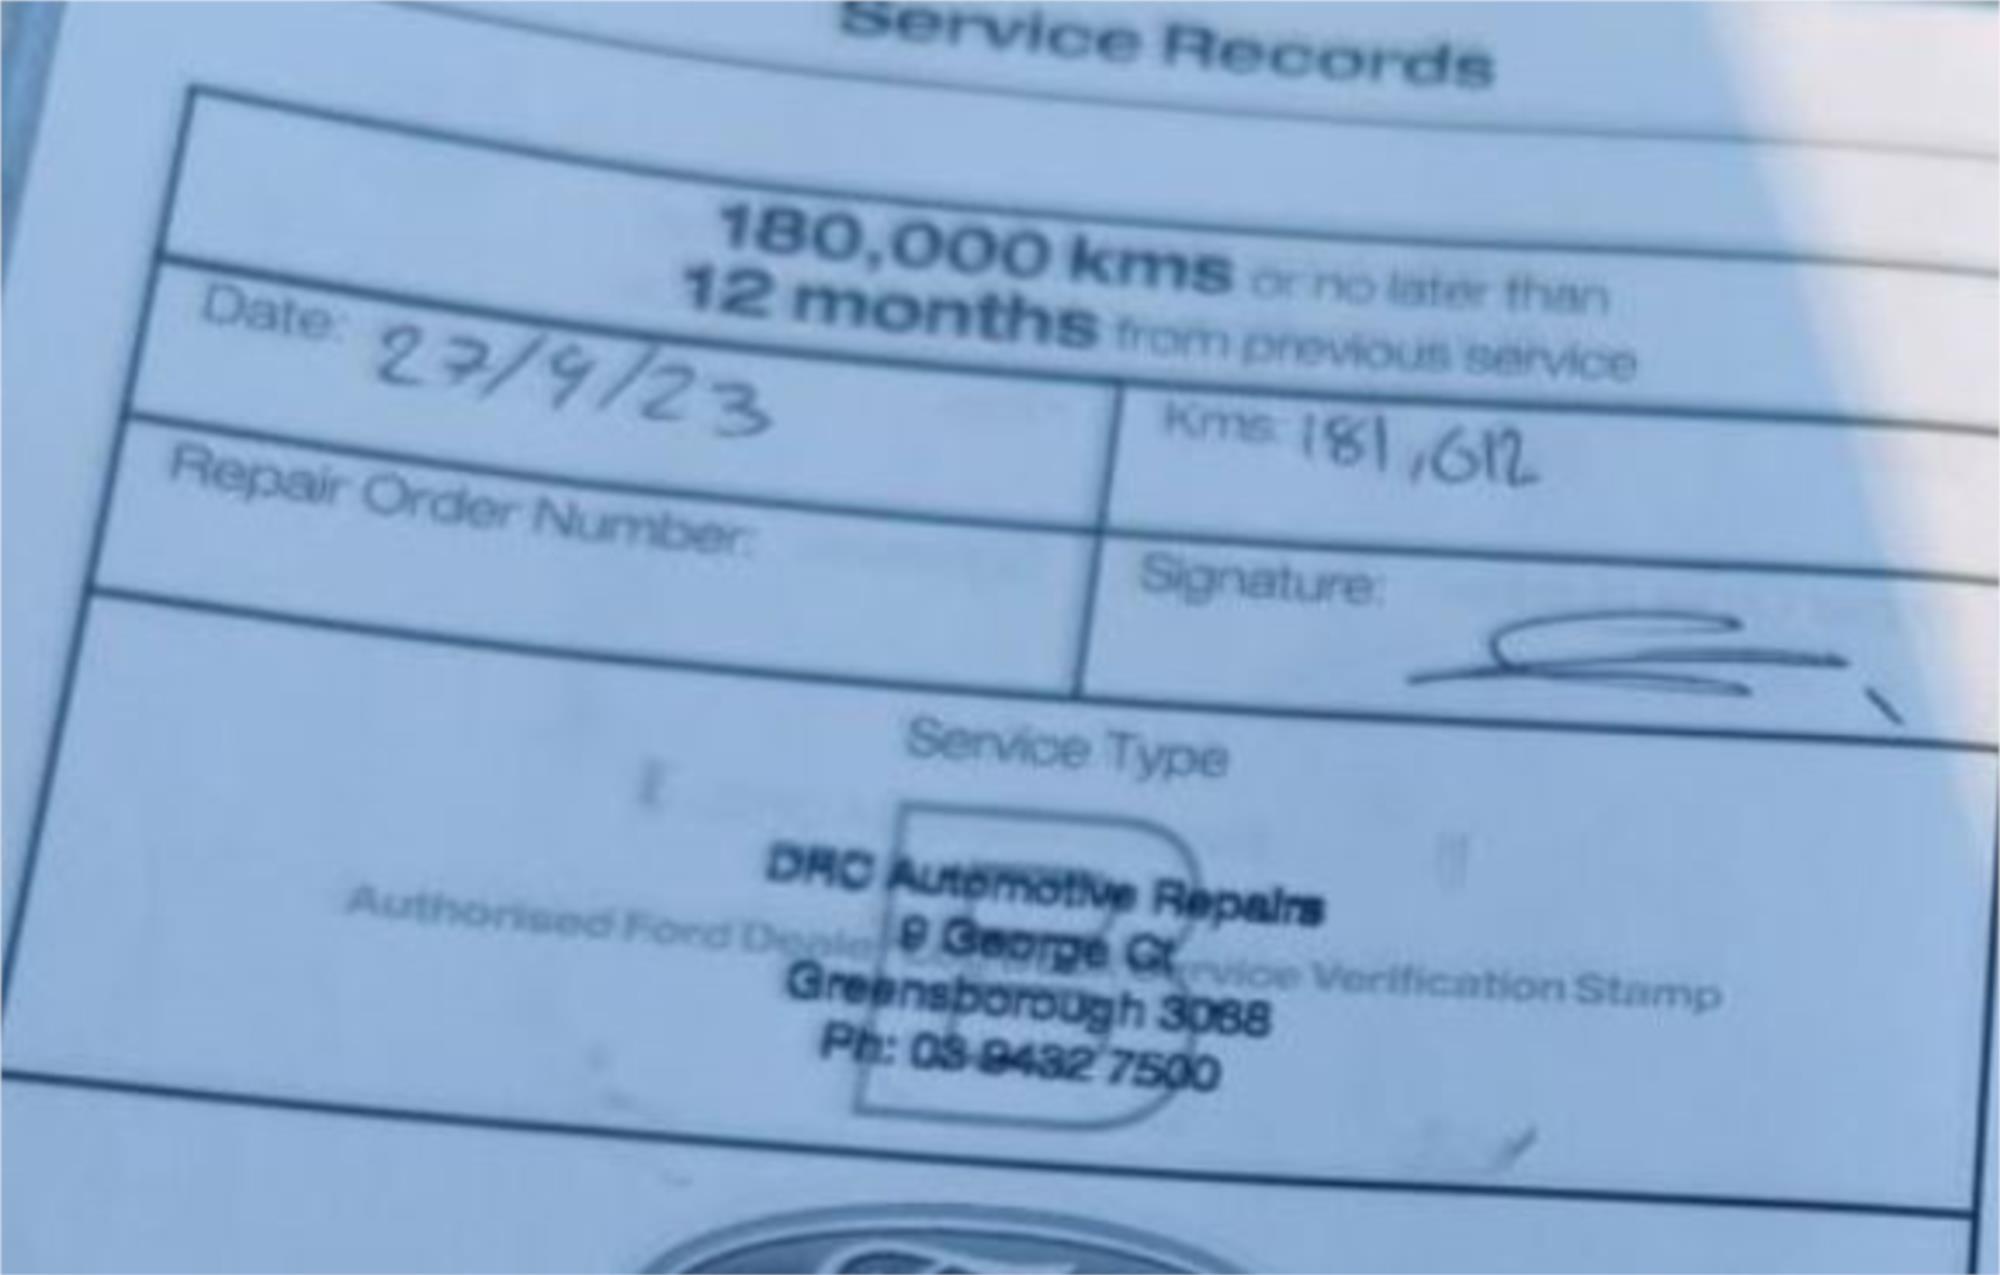 Service Records
180,000 kms or no later than
12 months from previous service
Date: 27/9/23
Kms: 181,612
Repair Order Number:
Signature:
Service Type
B
DRC Automotive Repairs
Authorised Ford Deale rvice Verification Stamp
9 George Ct
Greensborough 3088
Ph: 03 9432 7500